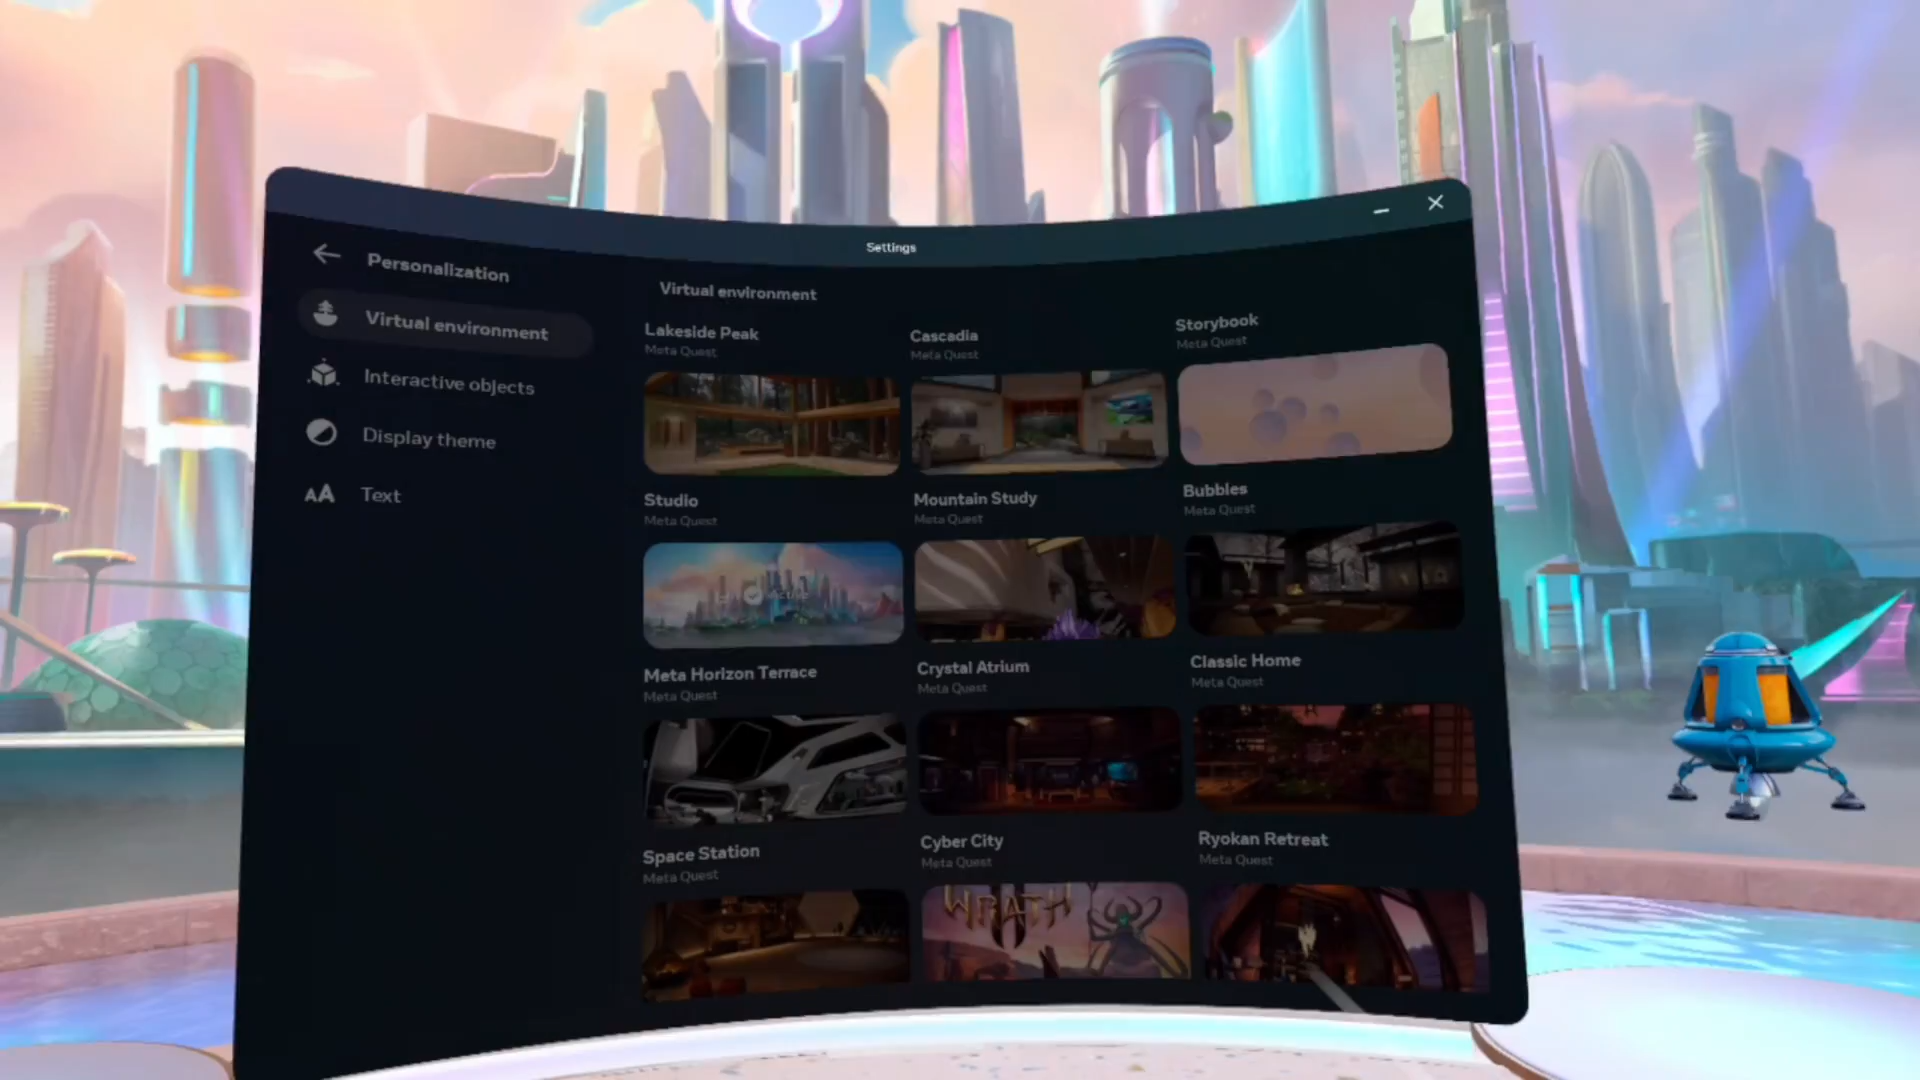 Settings
Personalization
Virtual environment
Interactive objects
Display theme
Text
Virtual environment
Lakeside Peak
Meta Quest
Cascadia
Meta Quest
Storybook
Meta Quest
Studio
Meta Quest
Mountain Study
Meta Quest
Bubbles
Meta Quest
Active
Meta Horizon Terrace
Meta Quest
Crystal Atrium
Meta Quest
Classic Home
Meta Quest
Space Station
Meta Quest
Cyber City
Meta Quest
Ryokan Retreat
Meta Quest
WRATH